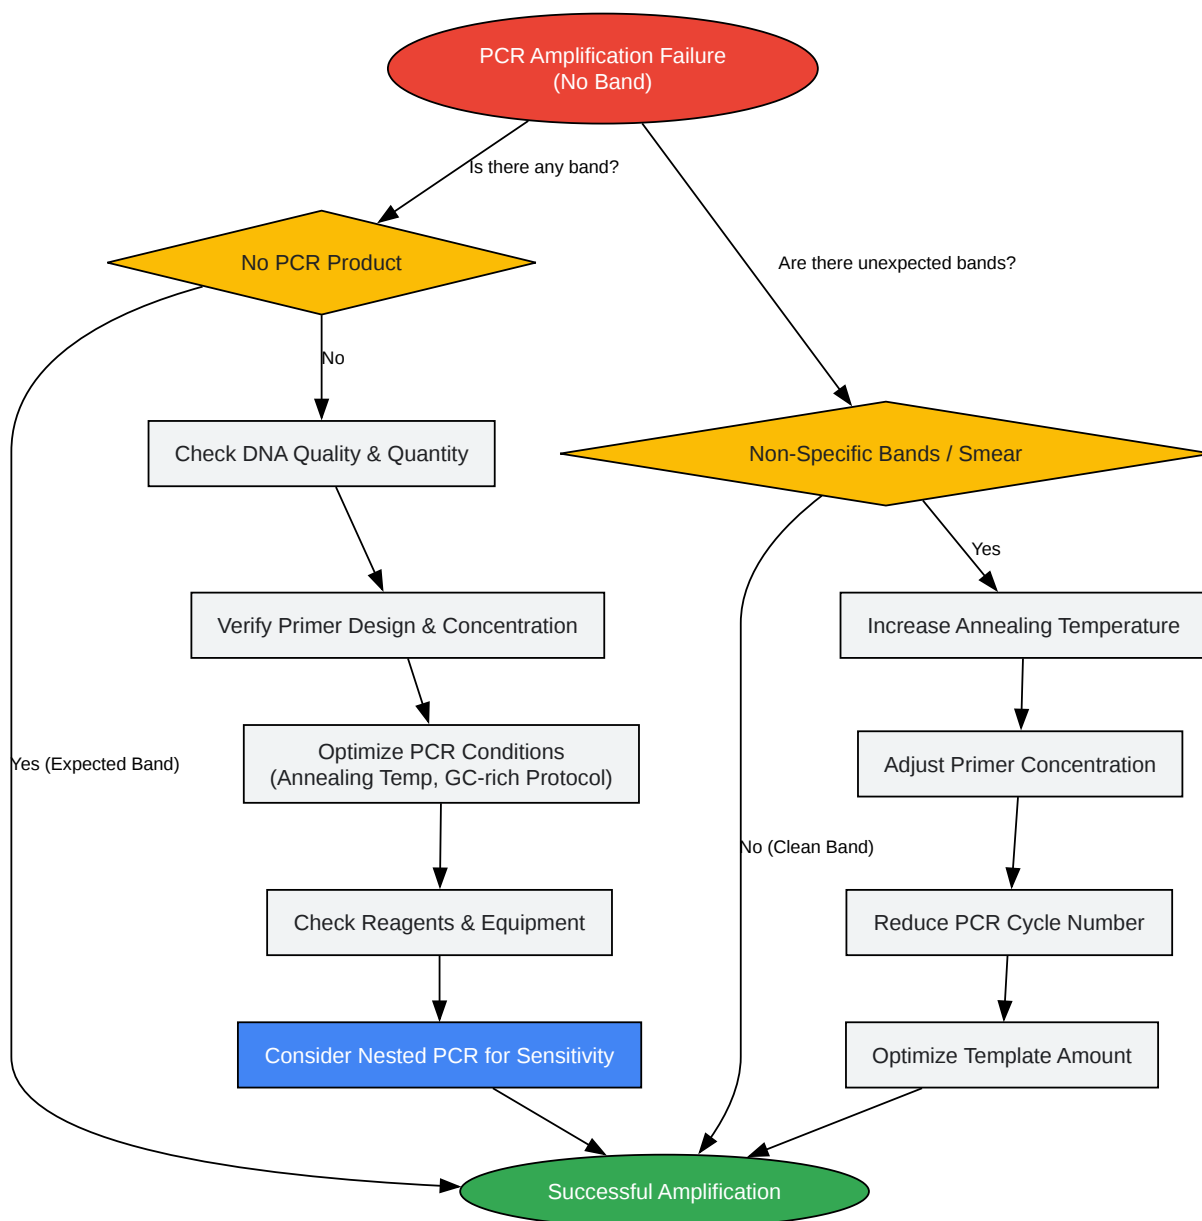 PCR Amplification Failure
(No Band)
Is there any band?
No PCR Product
Are there unexpected bands?
No
Check DNA Quality & Quantity
Non-Specific Bands / Smear
Yes
Verify Primer Design & Concentration
Increase Annealing Temperature
Optimize PCR Conditions
(Annealing Temp, GC-rich Protocol)
Yes (Expected Band)
Adjust Primer Concentration
No (Clean Band)
Check Reagents & Equipment
Reduce PCR Cycle Number
Consider Nested PCR for Sensitivity
Optimize Template Amount
Successful Amplification